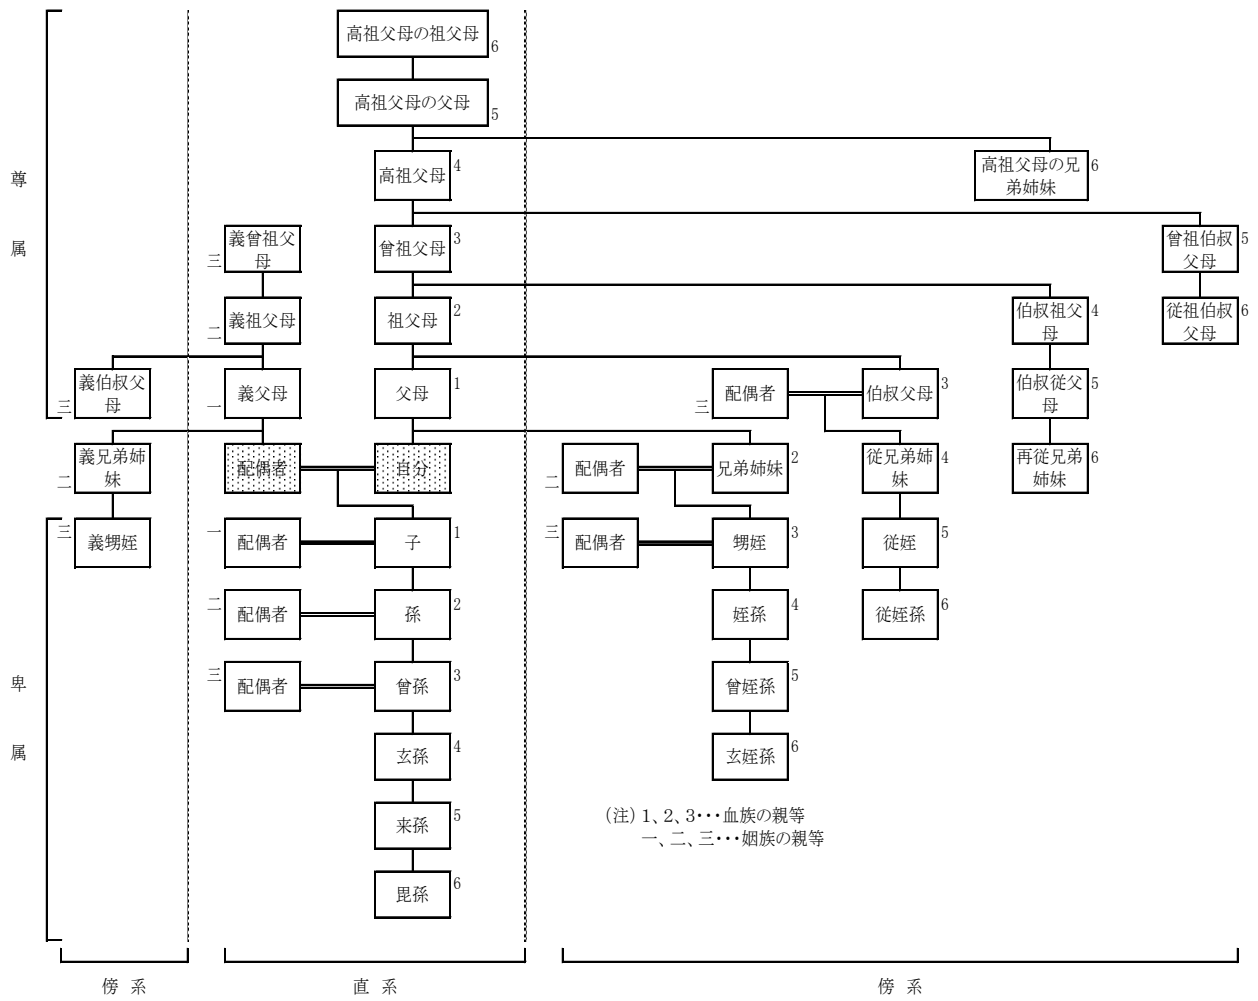 高祖父母の祖父母
6
高祖父母の父母
5
高祖父母
4
高祖父母の兄
弟姉妹
6
尊
属
義曾祖父
母
三
曾祖父母
3
曾祖伯叔
父母
5
義祖父母
二
祖父母
2
伯叔祖父
母
4
従祖伯叔
父母
6
義伯叔父
母
三
義父母
一
父母
1
配偶者
三
伯叔父母
3
伯叔従父
母
5
義兄弟姉
妹
二
配偶者
自分
配偶者
二
兄弟姉妹
2
従兄弟姉
妹
4
再従兄弟
姉妹
6
義甥姪
三
配偶者
一
子
1
配偶者
三
甥姪
3
従姪
5
配偶者
二
孫
2
姪孫
4
従姪孫
6
卑
属
配偶者
三
曾孫
3
曾姪孫
5
玄孫
4
玄姪孫
6
来孫
5
毘孫
6
(注)1、2、3・・・血族の親等
一、二、三・・・姻族の親等
傍 系
直 系
傍 系